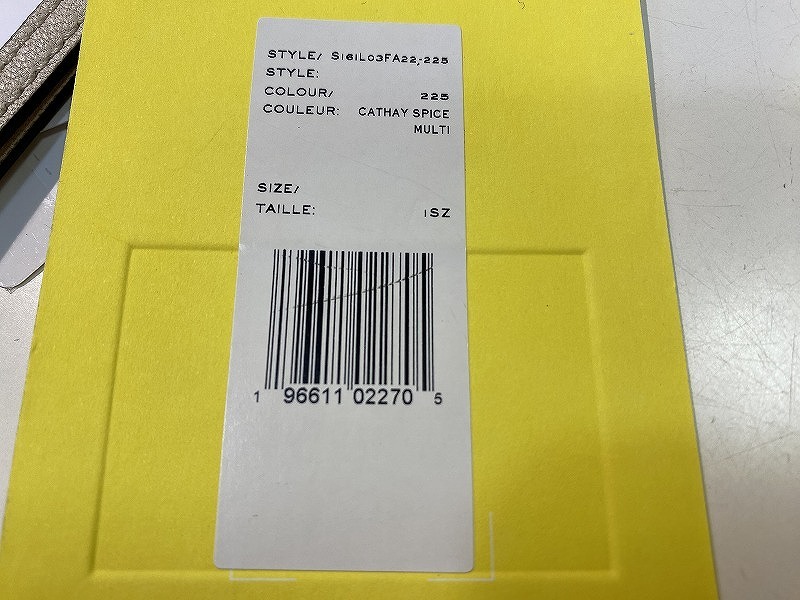 STYLE/ S161L03FA22,-225
STYLE:
COLOUR/ 225
COULEUR: CATHAY SPICE
MULTI
SIZE/
TAILLE: 1SZ
1 96611 02270 5